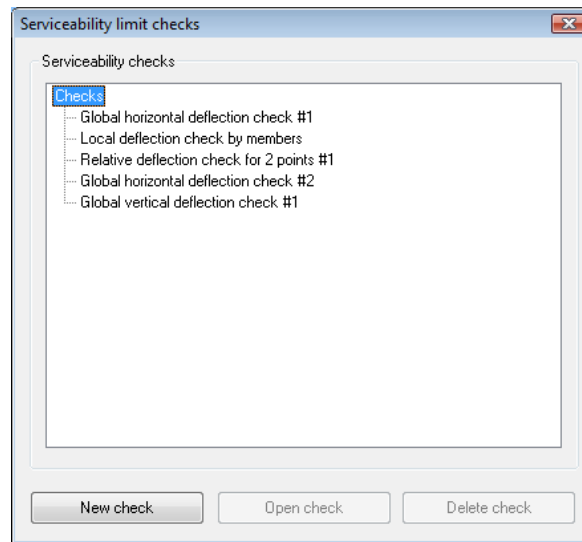 Serviceability limit checks
Serviceability checks
Checks
Global horizontal deflection check #1
Local deflection check by members
Relative deflection check for 2 points #1
Global horizontal deflection check #2
Global vertical deflection check #1
New check
Open check
Delete check